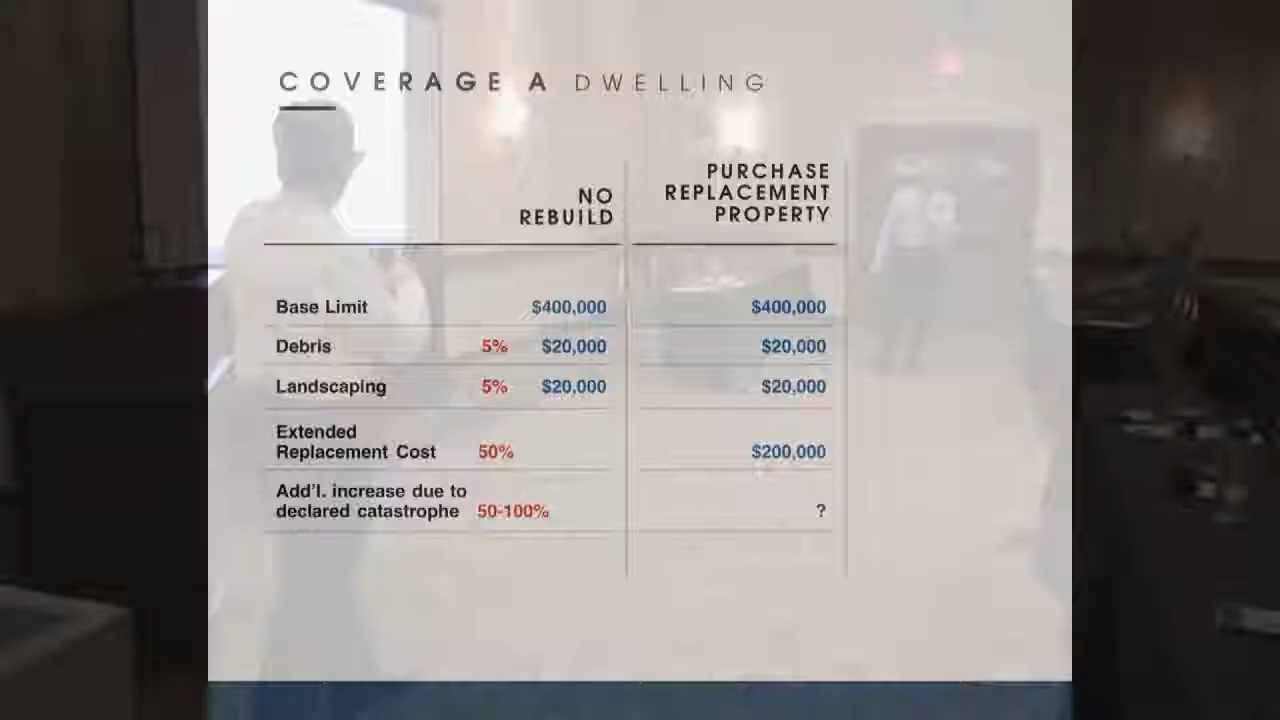 COVERAGE A DWELLING
NO
REBUILD
PURCHASE
REPLACEMENT
PROPERTY
Base Limit $400,000 $400,000
Debris 5% $20,000 $20,000
Landscaping 5% $20,000 $20,000
Extended
Replacement Cost 50% $200,000
Add'l. increase due to
declared catastrophe 50-100% ?